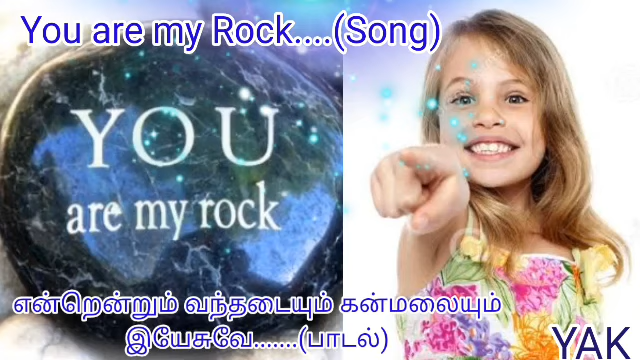 You are my Rock....(Song)
YOU
are my rock
என்றென்றும் வந்தடையும் கன்மலையும்
இயேசுவே.......(பாடல்)
YAK